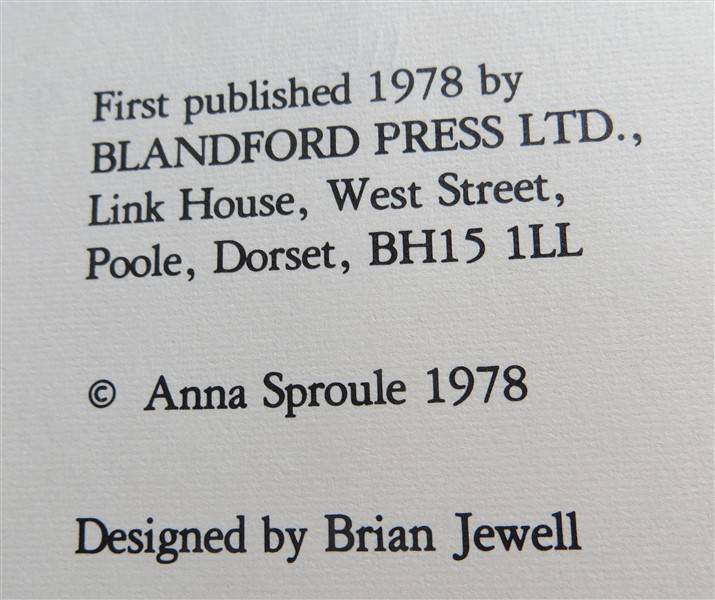 First published 1978 by
BLANDFORD PRESS LTD.,
Link House, West Street,
Poole, Dorset, BH15 1LL
© Anna Sproule 1978
Designed by Brian Jewell